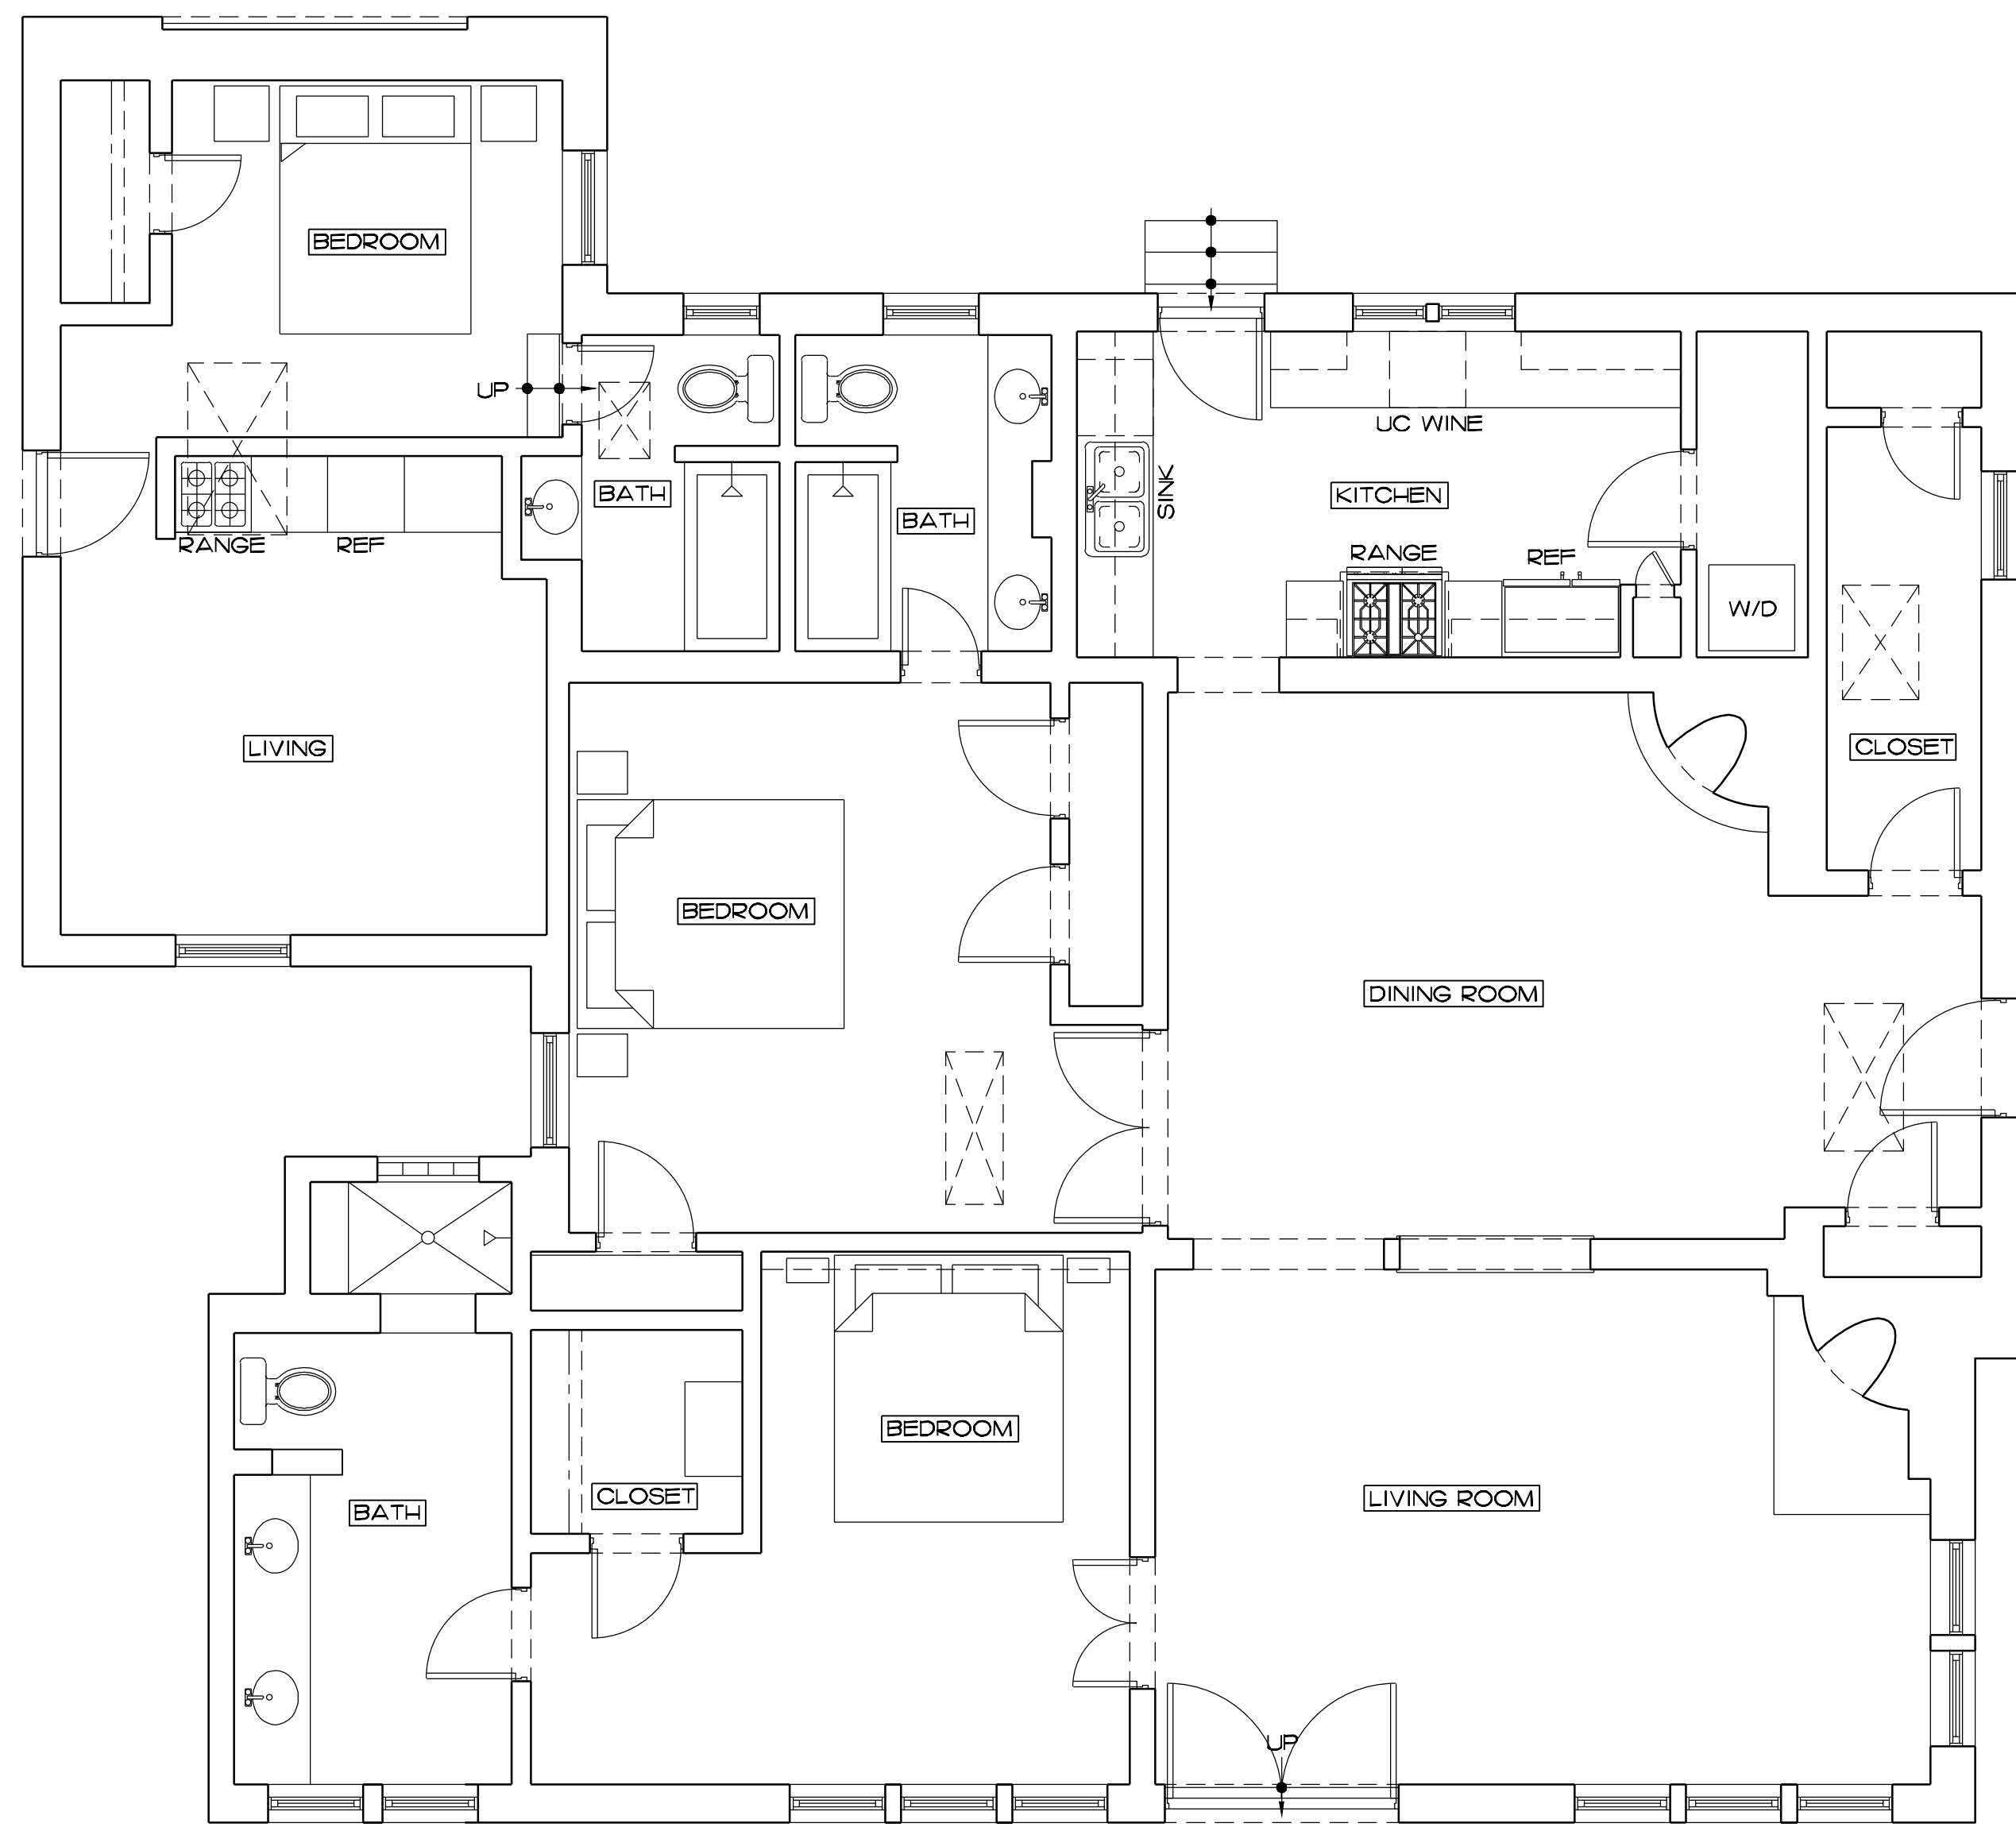 BEDROOM
UP
UC WINE
BATH
KITCHEN
SINK
BATH
RANGE
REF
RANGE
REF
W/D
LIVING
CLOSET
BEDROOM
DINING ROOM
BEDROOM
CLOSET
LIVING ROOM
BATH
UP